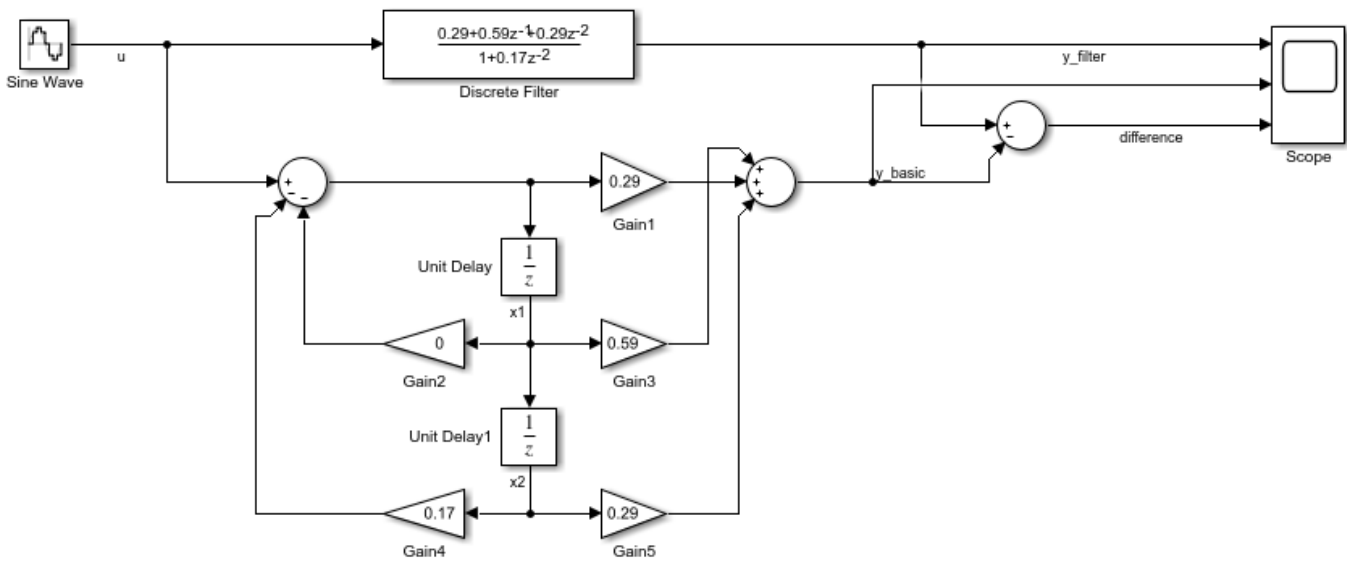 0.29+0.59z-1+0.29z-2
1+0.17z-2
Discrete Filter
Sine Wave
u
y_filter
+
-
difference
Scope
+
-
-
0.29
Gain1
+
+
+
y_basic
Unit Delay
1
z
x1
0
Gain2
0.59
Gain3
Unit Delay1
1
z
x2
0.17
Gain4
0.29
Gain5